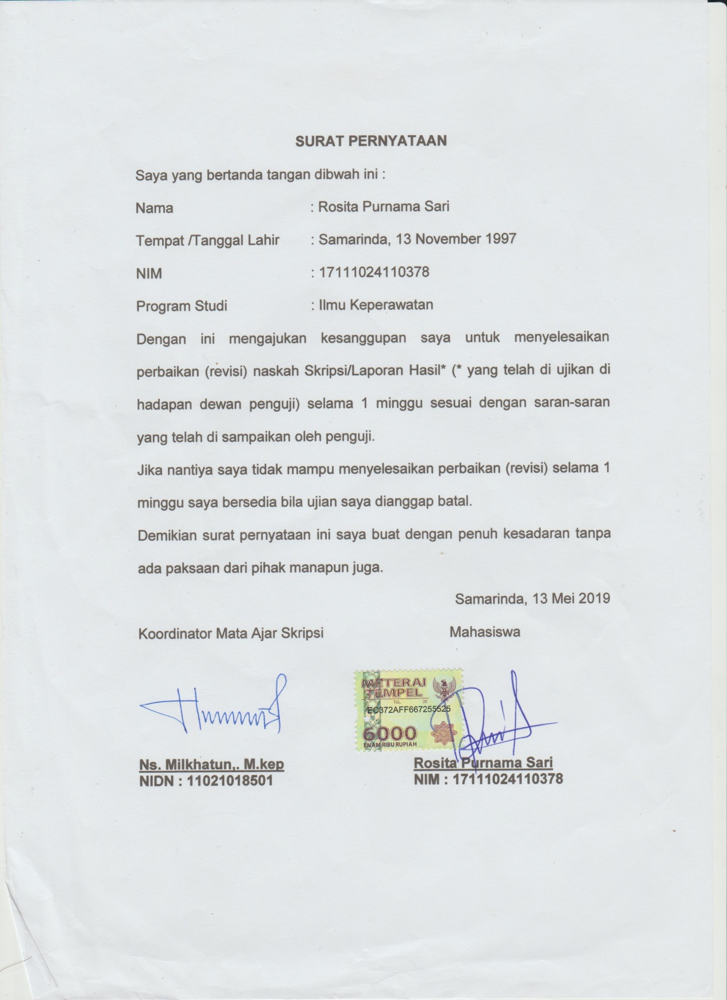 SURAT PERNYATAAN
Saya yang bertanda tangan dibwah ini :
Nama : Rosita Purnama Sari
Tempat /Tanggal Lahir : Samarinda, 13 November 1997
NIM : 17111024110378
Program Studi : Ilmu Keperawatan
Dengan ini mengajukan kesanggupan saya untuk menyelesaikan
perbaikan (revisi) naskah Skripsi/Laporan Hasil* (* yang telah di ujikan di
hadapan dewan penguji) selama 1 minggu sesuai dengan saran-saran
yang telah di sampaikan oleh penguji.
Jika nantiya saya tidak mampu menyelesaikan perbaikan (revisi) selama 1
minggu saya bersedia bila ujian saya dianggap batal.
Demikian surat pernyataan ini saya buat dengan penuh kesadaran tanpa
ada paksaan dari pihak manapun juga.
Samarinda, 13 Mei 2019
Koordinator Mata Ajar Skripsi Mahasiswa
METERAI
TEMPEL
TGL. 20
EC372AFF667255525
6000
ENAM RIBU RUPIAH
Ns. Milkhatun,. M.kep Rosita Purnama Sari
NIDN : 11021018501 NIM : 17111024110378